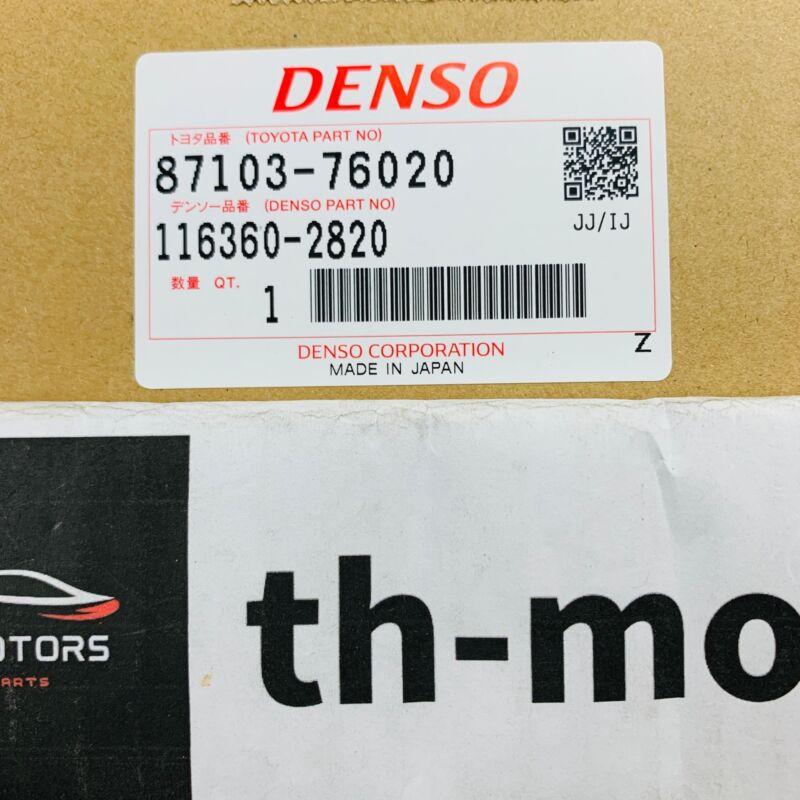 DENSO
トヨタ品番 (TOYOTA PART NO)
87103-76020
デンソー品番 (DENSO PART NO)
116360-2820
JJ/IJ
数量 QT.
1
Z
DENSO CORPORATION
MADE IN JAPAN
th-mo
OTORS
ARTS